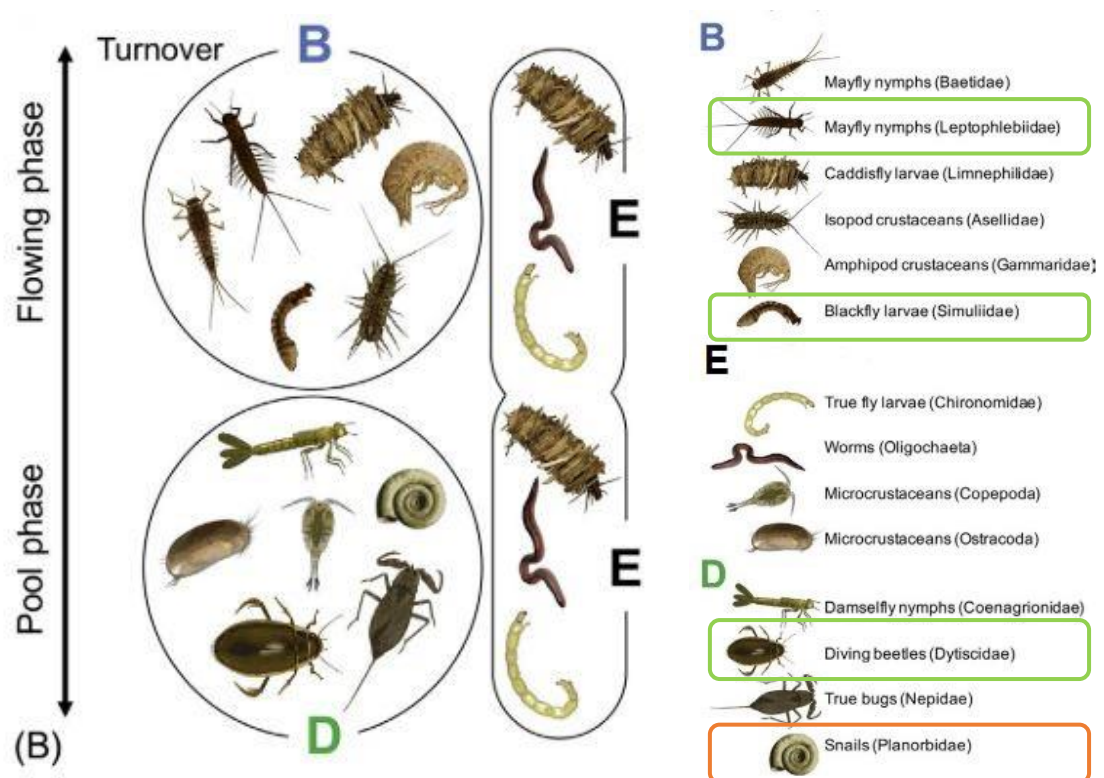 Turnover
B
Flowing phase
E
Pool phase
E
D
(B)
B
Mayfly nymphs (Baetidae)
Mayfly nymphs (Leptophlebiidae)
Caddisfly larvae (Limnephilidae)
Isopod crustaceans (Asellidae)
Amphipod crustaceans (Gammaridae)
Blackfly larvae (Simuliidae)
E
True fly larvae (Chironomidae)
Worms (Oligochaeta)
Microcrustaceans (Copepoda)
Microcrustaceans (Ostracoda)
D
Damselfly nymphs (Coenagrionidae)
Diving beetles (Dytiscidae)
True bugs (Nepidae)
Snails (Planorbidae)